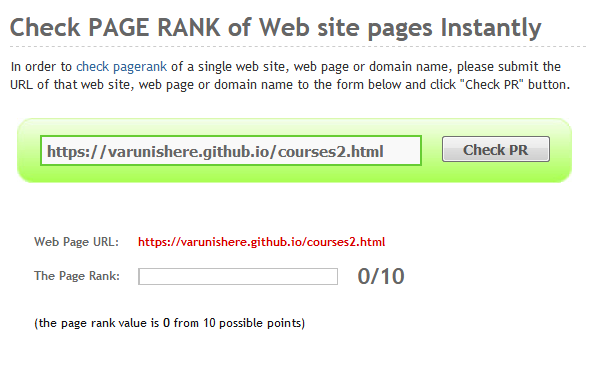 Check PAGE RANK of Web site pages Instantly
In order to check pagerank of a single web site, web page or domain name, please submit the
URL of that web site, web page or domain name to the form below and click "Check PR" button.
https://varunishere.github.io/courses2.html Check PR
Web Page URL: https://varunishere.github.io/courses2.html
The Page Rank: 0/10
(the page rank value is 0 from 10 possible points)